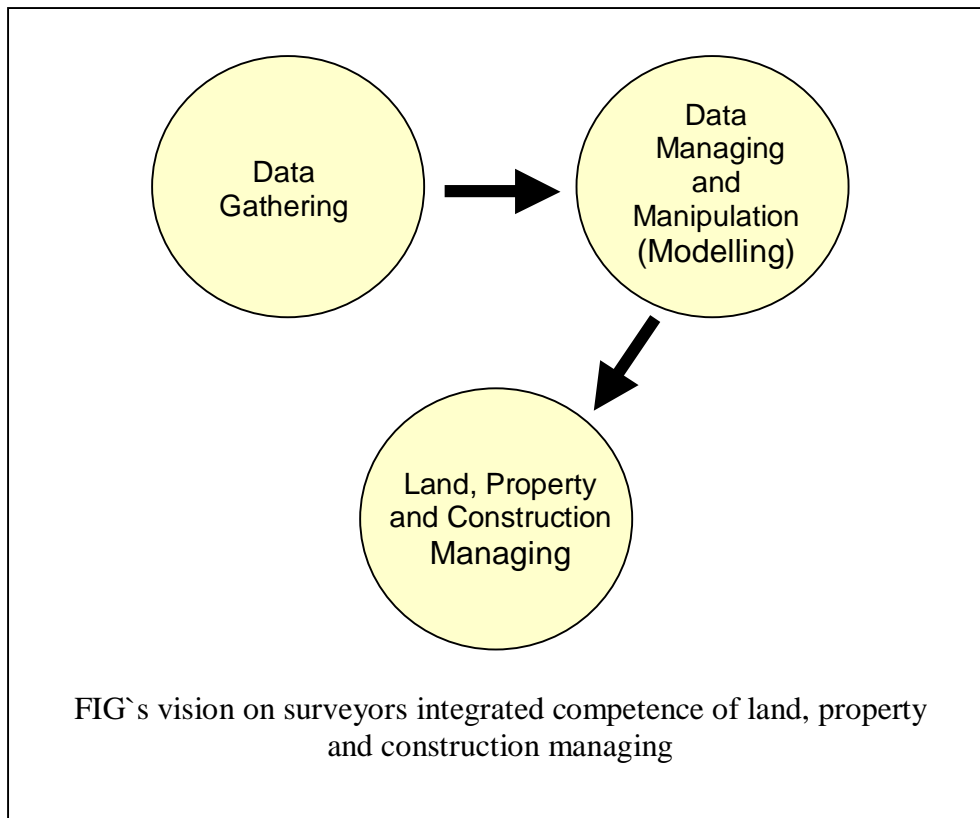 Data
Gathering
Data
Managing
and
Manipulation
(Modelling)
Land, Property
and Construction
Managing
FIG`s vision on surveyors integrated competence of land, property
and construction managing